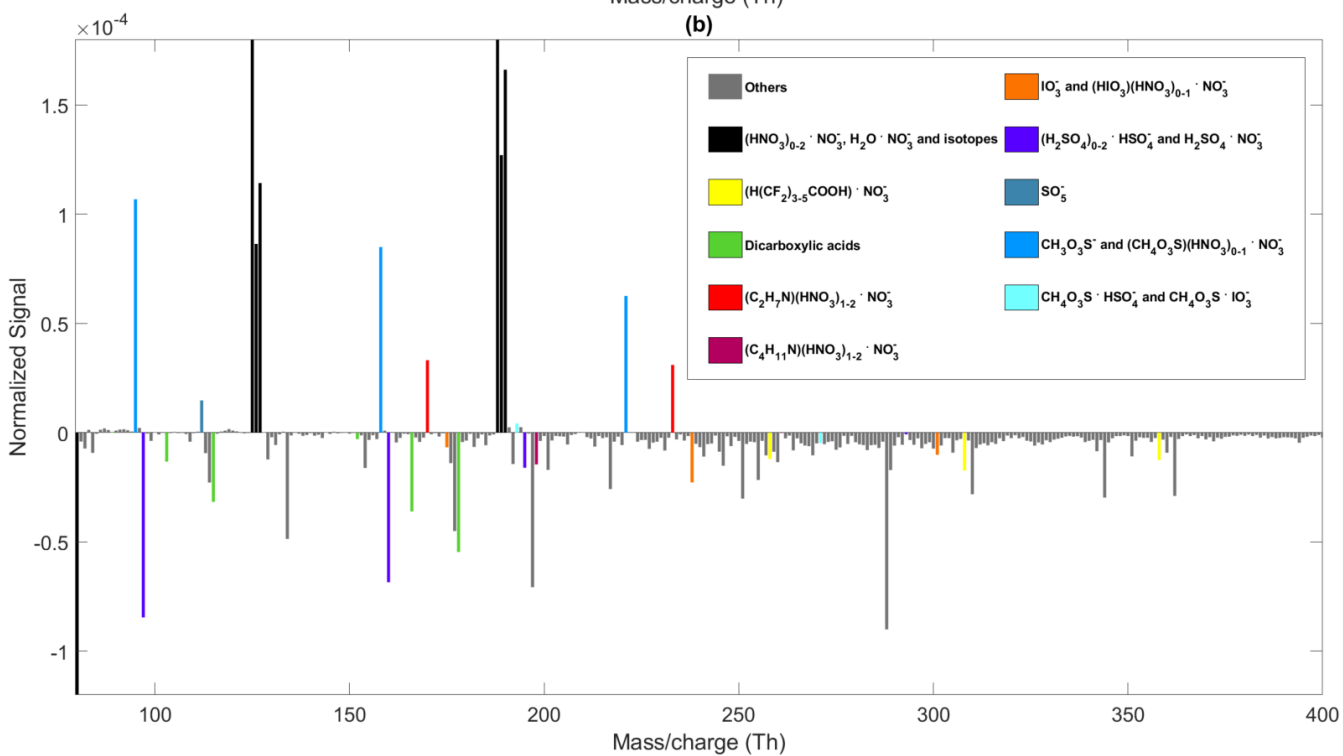 Mass/charge (Th)
(b)
×10⁻⁴
1.5
1
0.5
0
-0.5
-1
Normalized Signal
Others
(HNO₃)₀₋₂ · NO₃⁻, H₂O · NO₃⁻ and isotopes
(H(CF₂)₃₋₅COOH) · NO₃⁻
Dicarboxylic acids
(C₂H₇N)(HNO₃)₁₋₂ · NO₃⁻
(C₄H₁₁N)(HNO₃)₁₋₂ · NO₃⁻
IO₃⁻ and (HIO₃)(HNO₃)₀₋₁ · NO₃⁻
(H₂SO₄)₀₋₂ · HSO₄⁻ and H₂SO₄ · NO₃⁻
SO₅⁻
CH₃O₃S⁻ and (CH₄O₃S)(HNO₃)₀₋₁ · NO₃⁻
CH₄O₃S · HSO₄⁻ and CH₄O₃S · IO₃⁻
100 150 200 250 300 350 400
Mass/charge (Th)